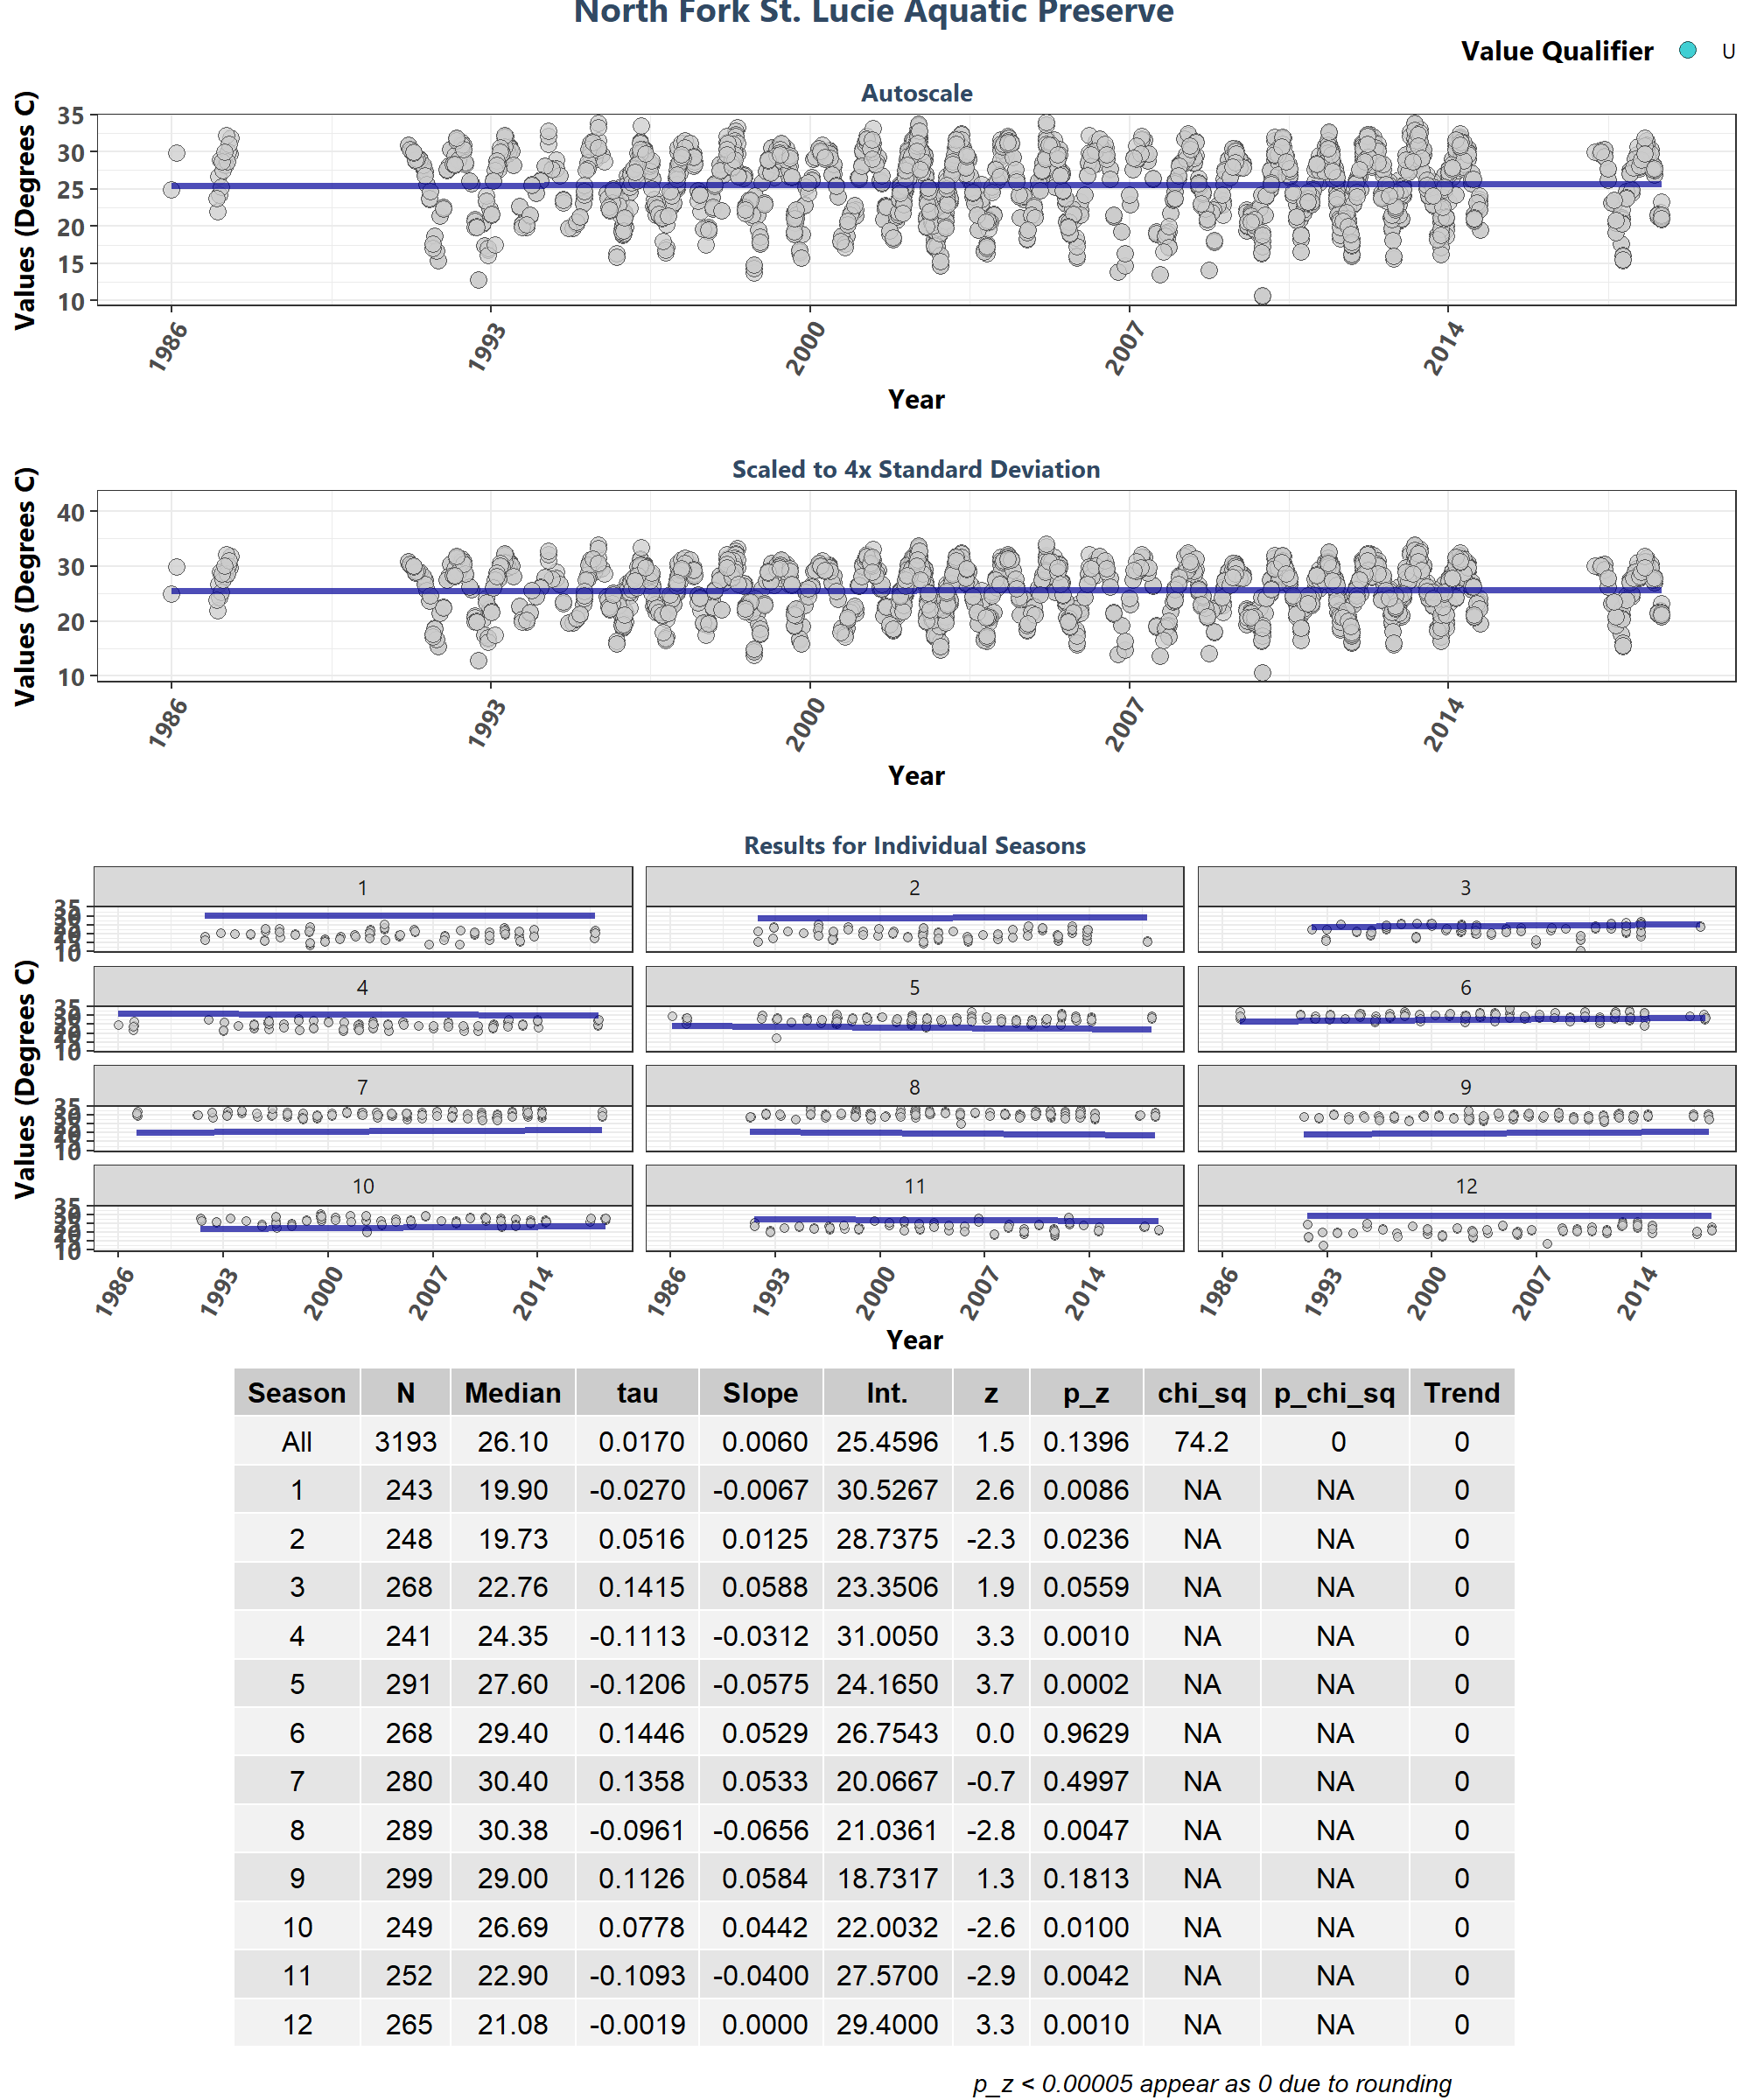 North Fork St. Lucie Aquatic Preserve
Value Qualifier U
Autoscale
Values (Degrees C)
35
30
25
20
15
10
1986 1993 2000 2007 2014
Year
Scaled to 4x Standard Deviation
Values (Degrees C)
40
30
20
10
1986 1993 2000 2007 2014
Year
Results for Individual Seasons
Values (Degrees C)
1 2 3
35
10
4 5 6
35
10
7 8 9
35
10
10 11 12
35
10
1986 1993 2000 2007 2014 1986 1993 2000 2007 2014 1986 1993 2000 2007 2014
Year
Season N Median tau Slope Int. z p_z chi_sq p_chi_sq Trend
All 3193 26.10 0.0170 0.0060 25.4596 1.5 0.1396 74.2 0 0
1 243 19.90 -0.0270 -0.0067 30.5267 2.6 0.0086 NA NA 0
2 248 19.73 0.0516 0.0125 28.7375 -2.3 0.0236 NA NA 0
3 268 22.76 0.1415 0.0588 23.3506 1.9 0.0559 NA NA 0
4 241 24.35 -0.1113 -0.0312 31.0050 3.3 0.0010 NA NA 0
5 291 27.60 -0.1206 -0.0575 24.1650 3.7 0.0002 NA NA 0
6 268 29.40 0.1446 0.0529 26.7543 0.0 0.9629 NA NA 0
7 280 30.40 0.1358 0.0533 20.0667 -0.7 0.4997 NA NA 0
8 289 30.38 -0.0961 -0.0656 21.0361 -2.8 0.0047 NA NA 0
9 299 29.00 0.1126 0.0584 18.7317 1.3 0.1813 NA NA 0
10 249 26.69 0.0778 0.0442 22.0032 -2.6 0.0100 NA NA 0
11 252 22.90 -0.1093 -0.0400 27.5700 -2.9 0.0042 NA NA 0
12 265 21.08 -0.0019 0.0000 29.4000 3.3 0.0010 NA NA 0
p_z < 0.00005 appear as 0 due to rounding